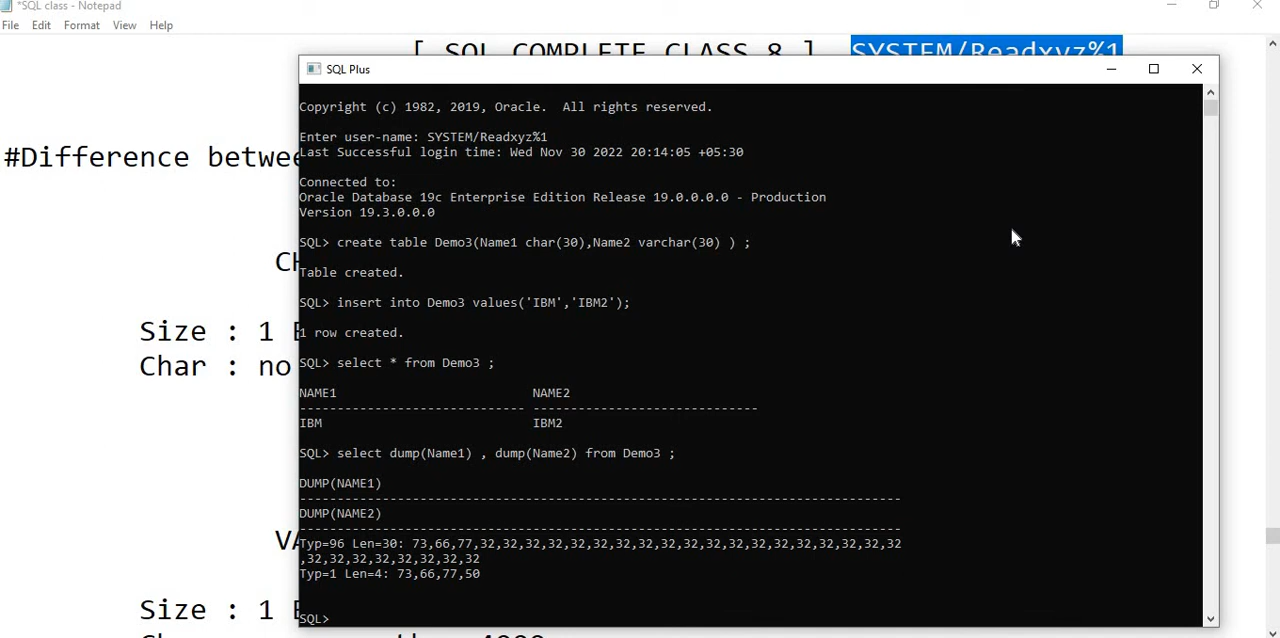 *SQL class - Notepad
File Edit Format View Help
[ SQL COMPLETE CLASS 8 ] SYSTEM/Readxyz%1
SQL Plus
Copyright (c) 1982, 2019, Oracle.  All rights reserved.
#Difference betwee
Enter user-name: SYSTEM/Readxyz%1
Last Successful login time: Wed Nov 30 2022 20:14:05 +05:30
Connected to:
Oracle Database 19c Enterprise Edition Release 19.0.0.0.0 - Production
Version 19.3.0.0.0
SQL> create table Demo3(Name1 char(30),Name2 varchar(30) ) ;
CH
Table created.
SQL> insert into Demo3 values('IBM','IBM2');
Size : 1
1 row created.
Char : no
SQL> select * from Demo3 ;
NAME1 NAME2
------------------------------ ------------------------------
IBM IBM2
SQL> select dump(Name1) , dump(Name2) from Demo3 ;
DUMP(NAME1)
--------------------------------------------------------------------------------
DUMP(NAME2)
--------------------------------------------------------------------------------
VA
Typ=96 Len=30: 73,66,77,32,32,32,32,32,32,32,32,32,32,32,32,32,32,32,32,32,32,32
,32,32,32,32,32,32,32,32
Typ=1 Len=4: 73,66,77,50
Size : 1
SQL>